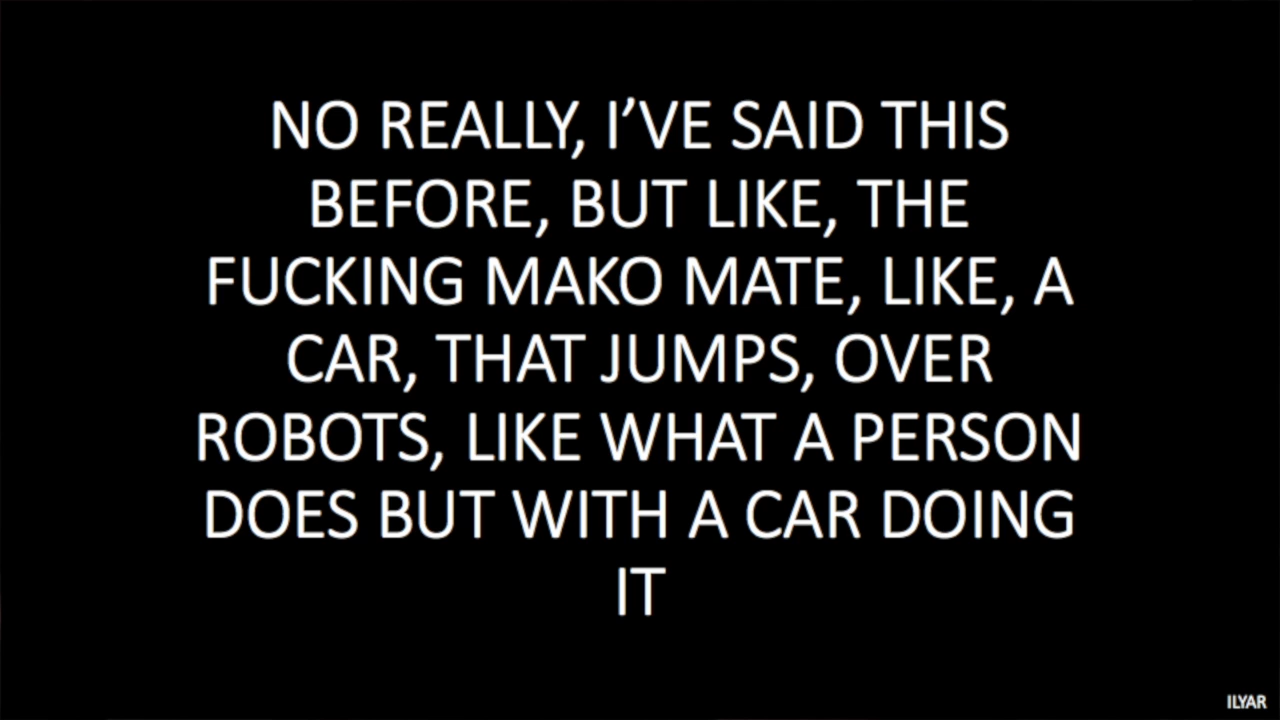 NO REALLY, I’VE SAID THIS
BEFORE, BUT LIKE, THE
FUCKING MAKO MATE, LIKE, A
CAR, THAT JUMPS, OVER
ROBOTS, LIKE WHAT A PERSON
DOES BUT WITH A CAR DOING
IT
ILYAR